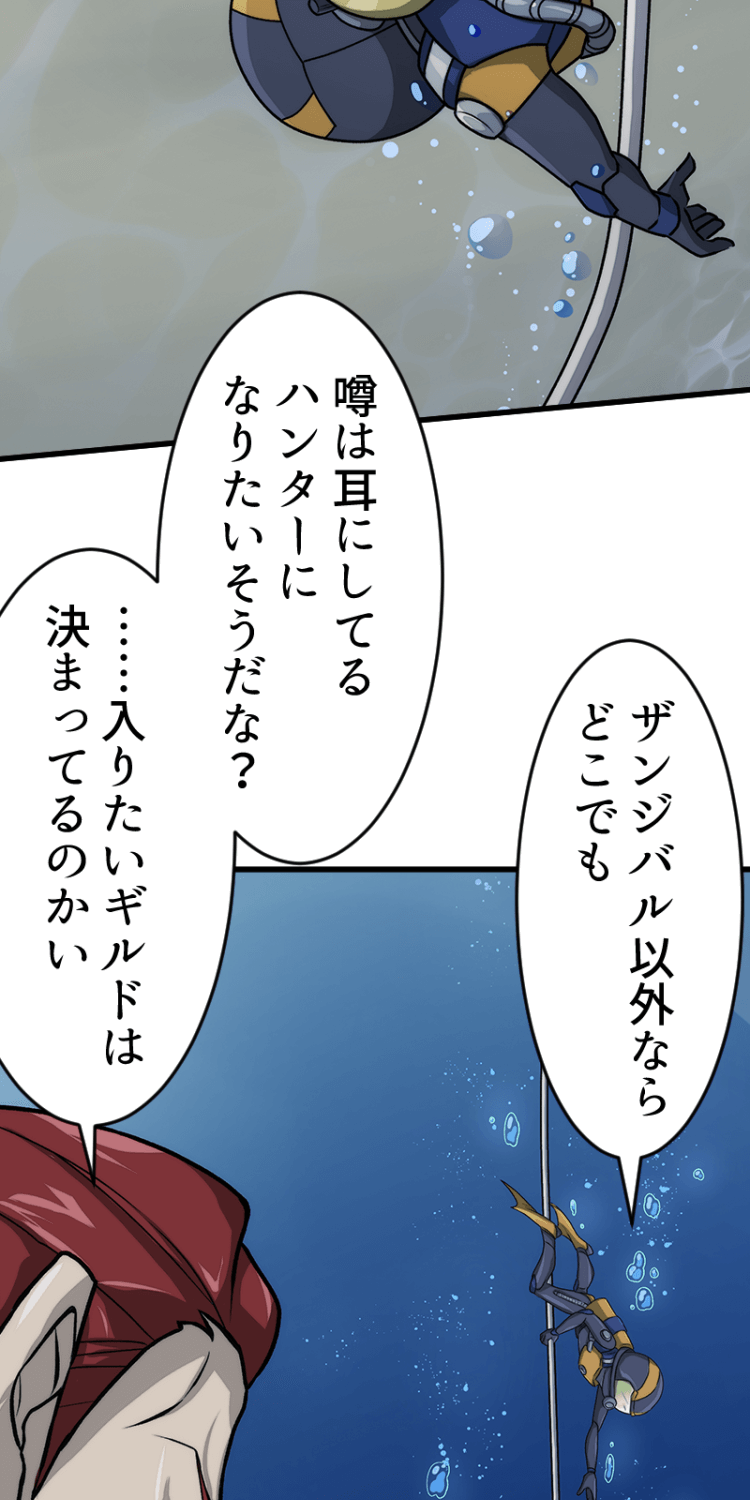 噂は耳にしてる
ハンターに
なりたいそうだな？
……入りたいギルドは
決まってるのかい
ザンジバル以外なら
どこでも